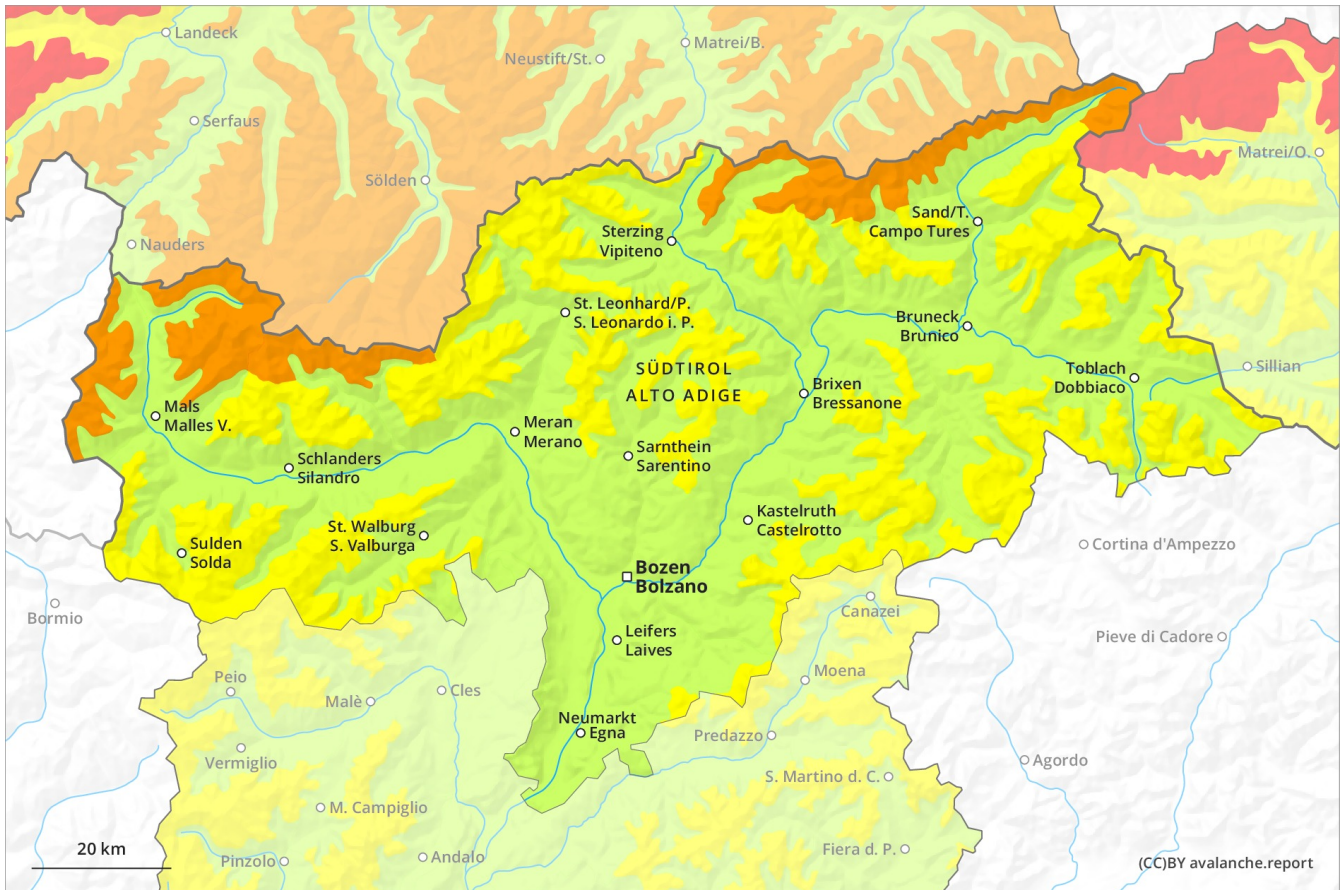 Landeck
Matrei/B.
Neustift/St.
Serfaus
Matrei/O.
Sölden
Sand/T.
Campo Tures
Sterzing
Vipiteno
Nauders
St. Leonhard/P.
S. Leonardo i. P.
Bruneck
Brunico
SÜDTIROL
ALTO ADIGE
Toblach
Dobbiaco
Sillian
Brixen
Bressanone
Mals
Malles V.
Meran
Merano
Sarnthein
Sarentino
Schlanders
Silandro
Kastelruth
Castelrotto
St. Walburg
S. Valburga
Sulden
Solda
Cortina d'Ampezzo
Bozen
Bolzano
Bormio
Canazei
Leifers
Laives
Pieve di Cadore
Peio
Moena
Cles
Malè
Neumarkt
Egna
Predazzo
Vermiglio
Agordo
S. Martino d. C.
M. Campiglio
20 km
Pinzolo
Andalo
Fiera d. P.
(CC)BY avalanche.report